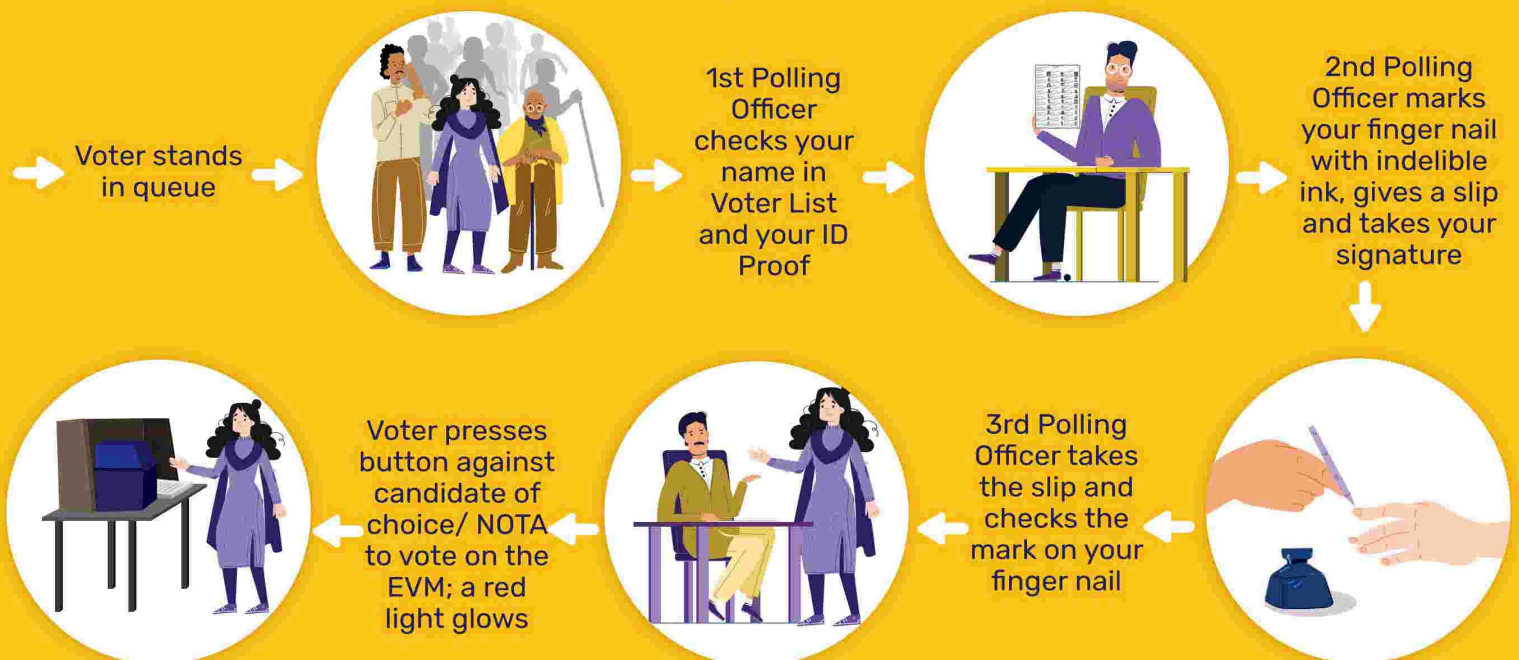 Voter stands
in queue
1st Polling
Officer
checks your
name in
Voter List
and your ID
Proof
2nd Polling
Officer marks
your finger nail
with indelible
ink, gives a slip
and takes your
signature
3rd Polling
Officer takes
the slip and
checks the
mark on your
finger nail
Voter presses
button against
candidate of
choice/ NOTA
to vote on the
EVM; a red
light glows